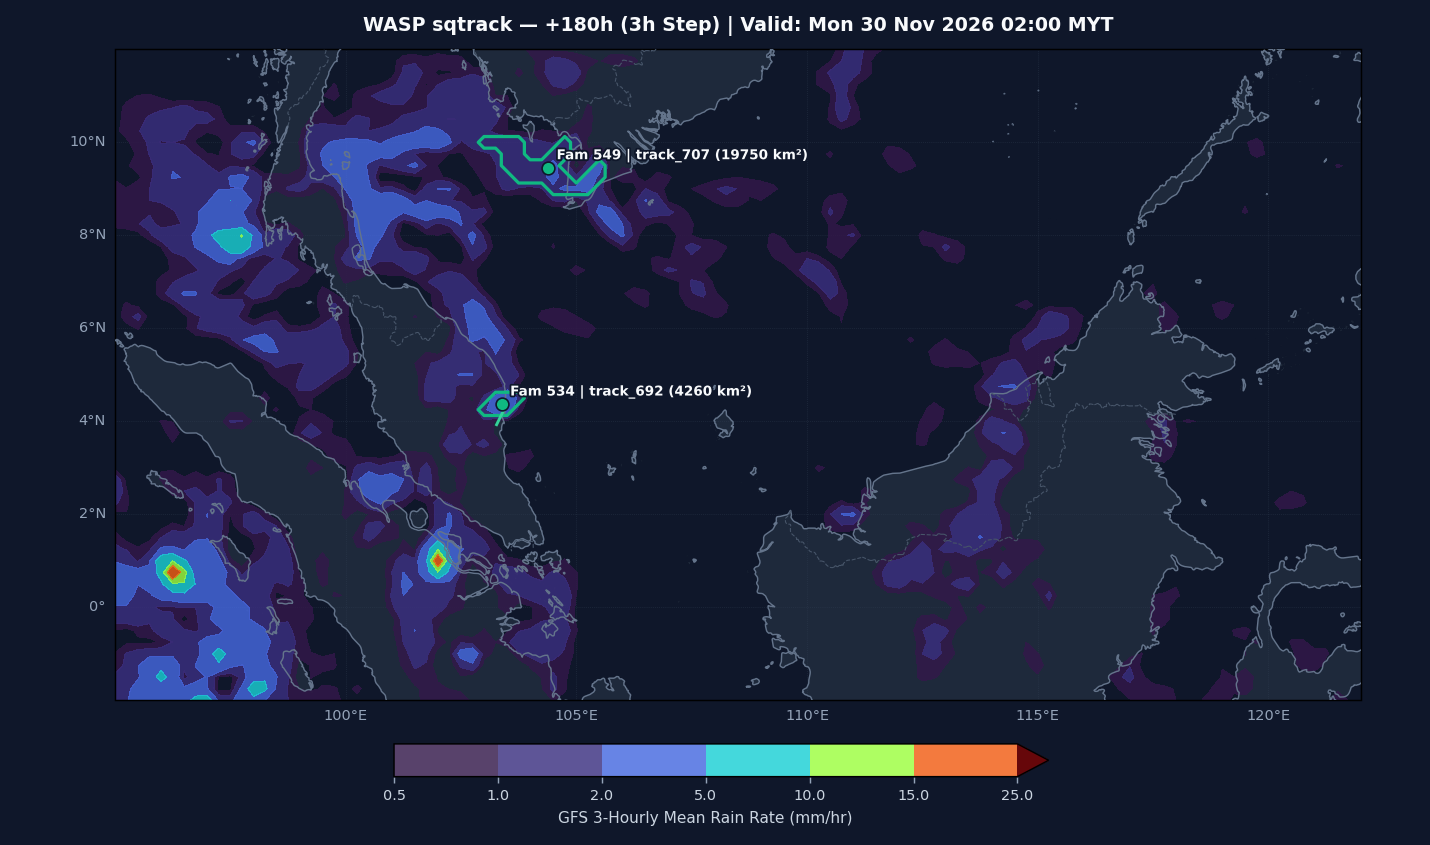 WASP sqtrack — +180h (3h Step) | Valid: Mon 30 Nov 2026 02:00 MYT
10°N
Fam 549 | track_707 (19750 km²)
8°N
6°N
Fam 534 | track_692 (4260 km²)
4°N
2°N
0°
100°E 105°E 110°E 115°E 120°E
0.5 1.0 2.0 5.0 10.0 15.0 25.0
GFS 3-Hourly Mean Rain Rate (mm/hr)